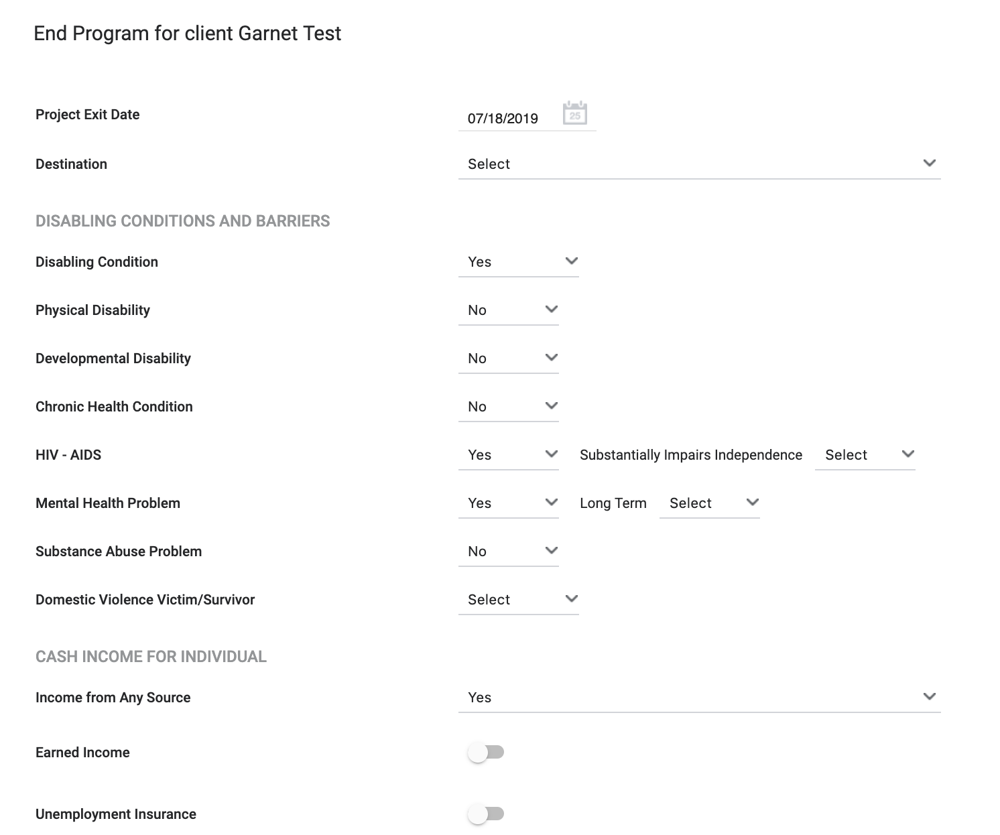 End Program for client Garnet Test
Project Exit Date 07/18/2019 25
Destination Select
DISABLING CONDITIONS AND BARRIERS
Disabling Condition Yes
Physical Disability No
Developmental Disability No
Chronic Health Condition No
HIV - AIDS Yes Substantially Impairs Independence Select
Mental Health Problem Yes Long Term Select
Substance Abuse Problem No
Domestic Violence Victim/Survivor Select
CASH INCOME FOR INDIVIDUAL
Income from Any Source Yes
Earned Income
Unemployment Insurance